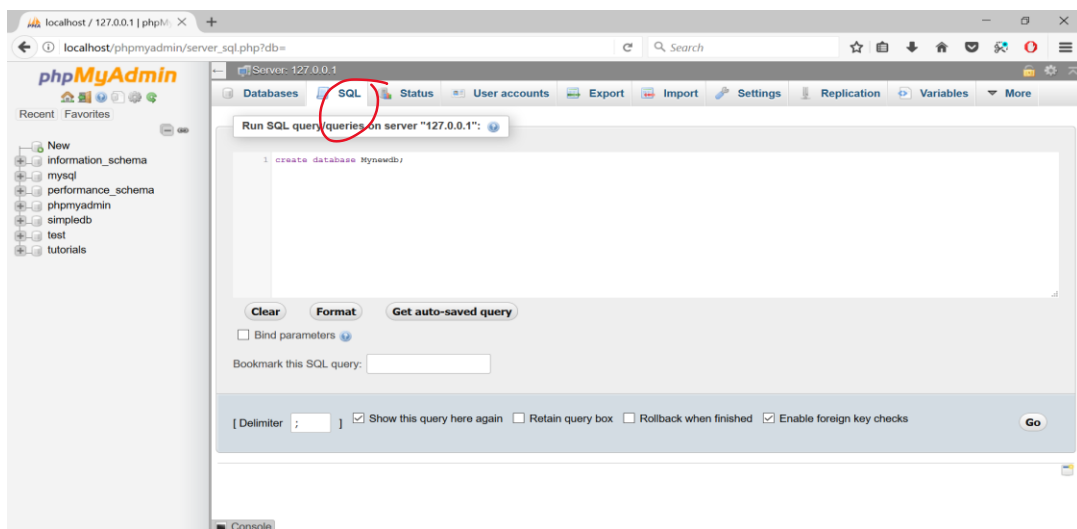 localhost / 127.0.0.1 | phpM
localhost/phpmyadmin/server_sql.php?db=
Search
phpMyAdmin
Recent Favorites
New
information_schema
mysql
performance_schema
phpmyadmin
simpledb
test
tutorials
Server: 127.0.0.1
Databases SQL Status User accounts Export Import Settings Replication Variables More
Run SQL query/queries on server "127.0.0.1":
1 create database Mynewdb;
Clear Format Get auto-saved query
Bind parameters
Bookmark this SQL query:
[ Delimiter ; ] Show this query here again Retain query box Rollback when finished Enable foreign key checks Go
Console